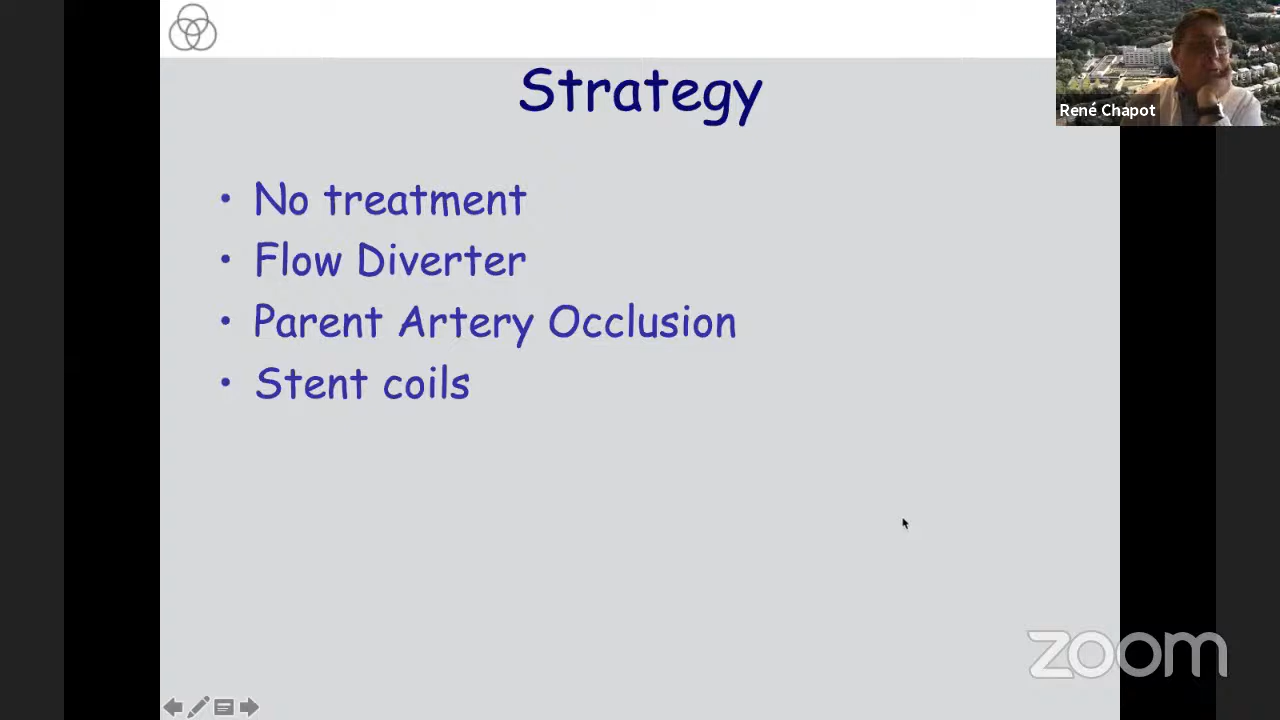 Strategy
René Chapot
• No treatment
• Flow Diverter
• Parent Artery Occlusion
• Stent coils
zoom